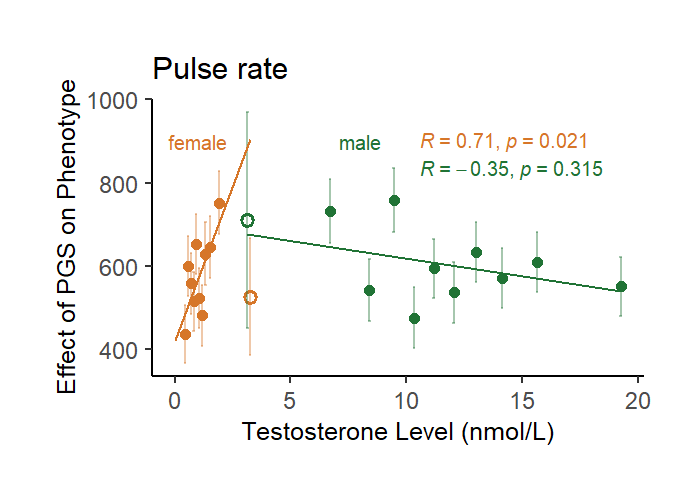 Pulse rate
Effect of PGS on Phenotype
1000
800
600
400
female
male
R = 0.71, p = 0.021
R = −0.35, p = 0.315
0 5 10 15 20
Testosterone Level (nmol/L)